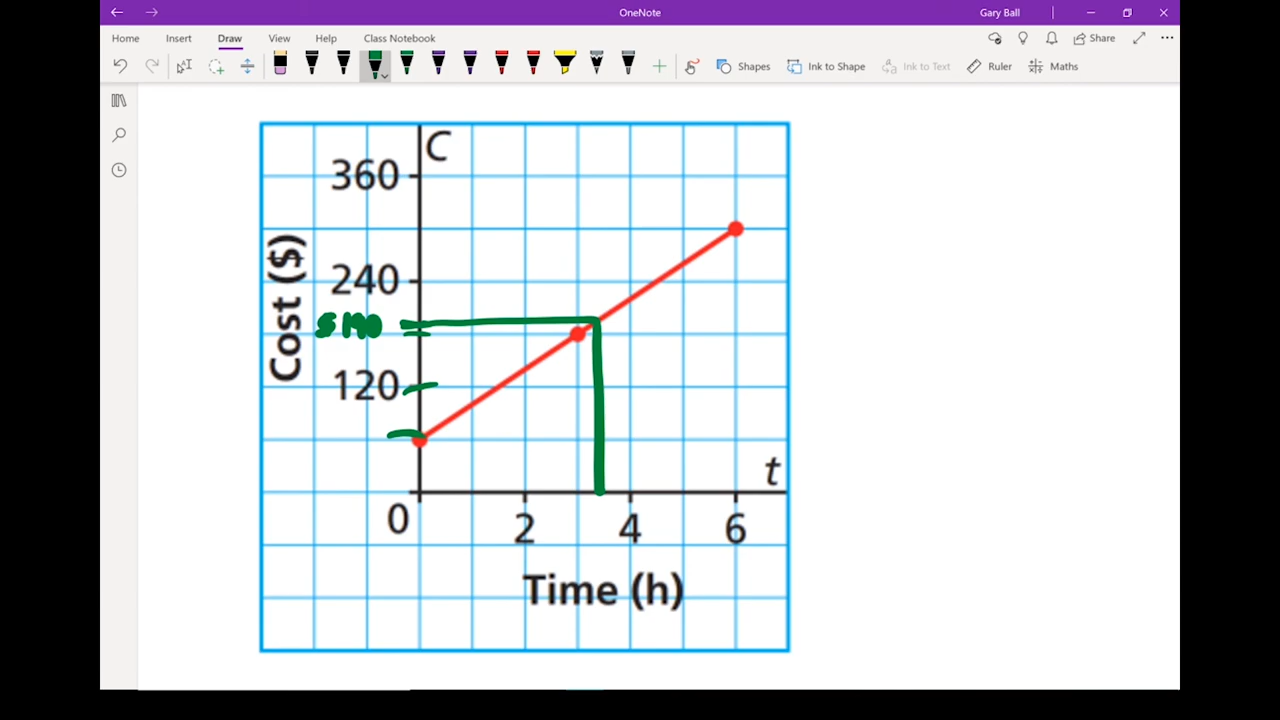 OneNote
Gary Ball
Home Insert Draw View Help Class Notebook
Share
Shapes Ink to Shape Ink to Text Ruler Maths
C
360
Cost ($)
240
$190
120
t
0 2 4 6
Time (h)